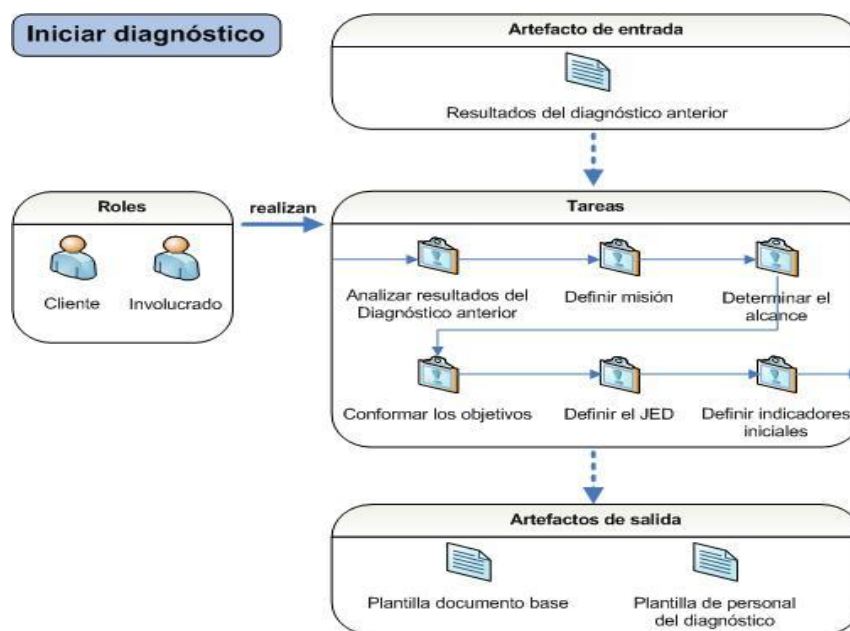 Iniciar diagnóstico
Artefacto de entrada
Resultados del diagnóstico anterior
Roles
realizan
Tareas
Cliente
Involucrado
Analizar resultados del
Diagnóstico anterior
Definir misión
Determinar el
alcance
Conformar los objetivos
Definir el JED
Definir indicadores
iniciales
Artefactos de salida
Plantilla documento base
Plantilla de personal
del diagnóstico